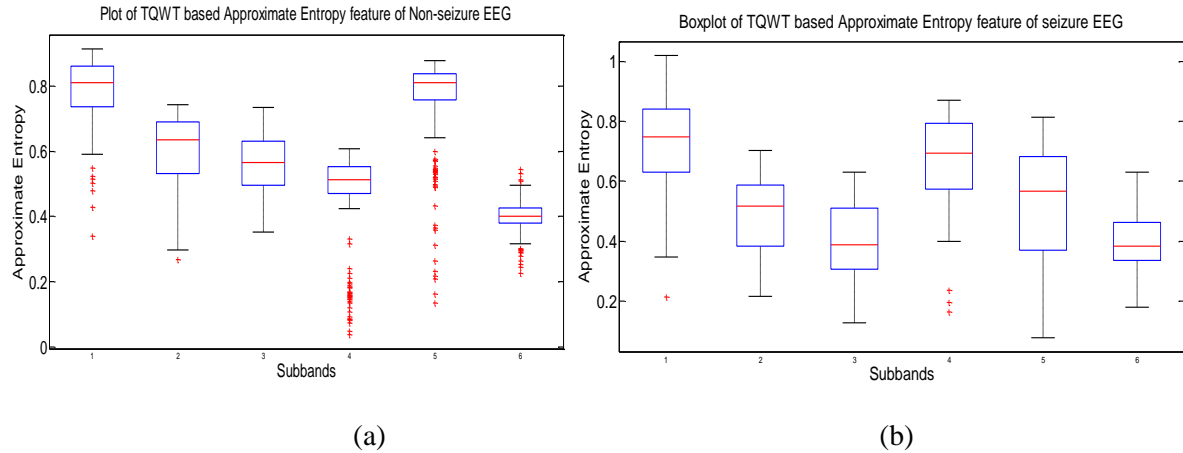 Plot of TQWT based Approximate Entropy feature of Non-seizure EEG
Approximate Entropy
0.8
0.6
0.4
0.2
0
1 2 3 4 5 6
Subbands
(a)
Boxplot of TQWT based Approximate Entropy feature of seizure EEG
Approximate Entropy
1
0.8
0.6
0.4
0.2
1 2 3 4 5 6
Subbands
(b)